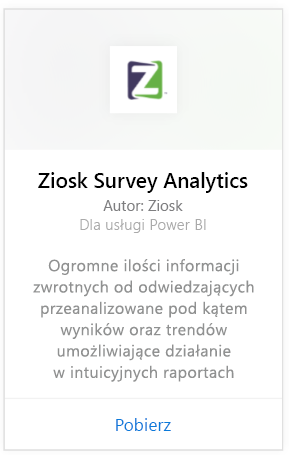 Z
Ziosk Survey Analytics
Autor: Ziosk
Dla usługi Power BI
Ogromne ilości informacji
zwrotnych od odwiedzających
przeanalizowane pod kątem
wyników oraz trendów
umożliwiające działanie
w intuicyjnych raportach
Pobierz